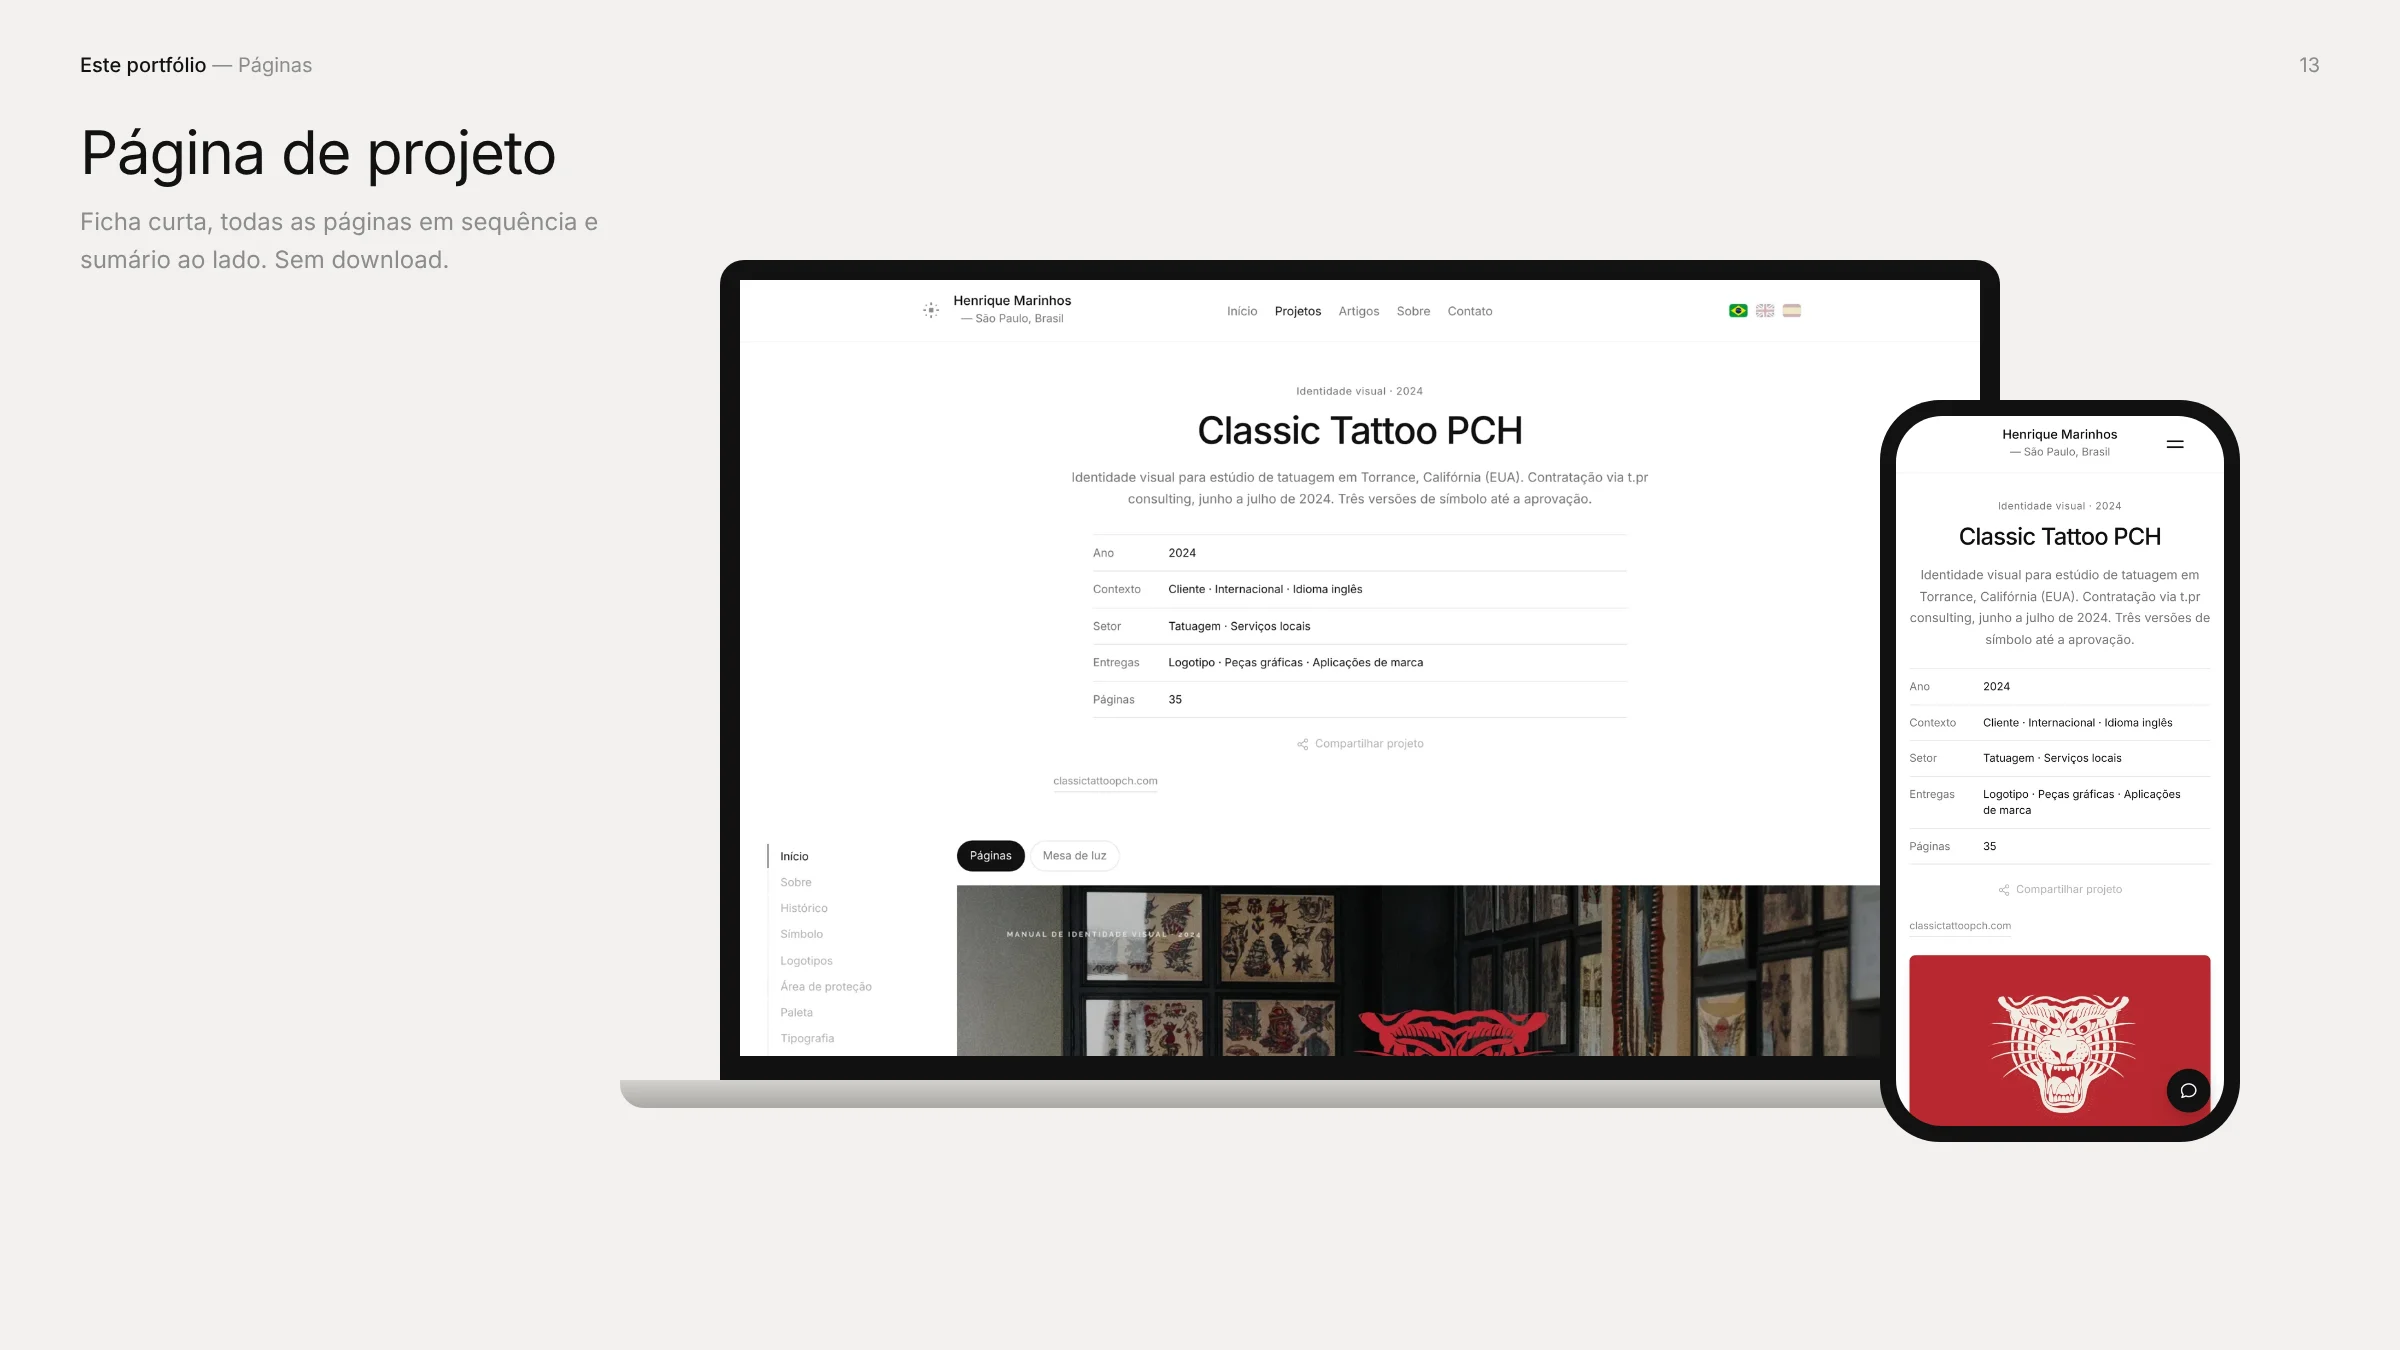 Este portfólio — Páginas
13
Página de projeto
Ficha curta, todas as páginas em sequência e
sumário ao lado. Sem download.
Henrique Marinhos
— São Paulo, Brasil
Início Projetos Artigos Sobre Contato
Identidade visual · 2024
Classic Tattoo PCH
Identidade visual para estúdio de tatuagem em Torrance, Califórnia (EUA). Contratação via t.pr
consulting, junho a julho de 2024. Três versões de símbolo até a aprovação.
Ano 2024
Contexto Cliente · Internacional · Idioma inglês
Setor Tatuagem · Serviços locais
Entregas Logotipo · Peças gráficas · Aplicações de marca
Páginas 35
Compartilhar projeto
classictattoopch.com
Início
Sobre
Histórico
Símbolo
Logotipos
Área de proteção
Paleta
Tipografia
Páginas Mesa de luz
MANUAL DE IDENTIDADE VISUAL · 2024
Henrique Marinhos
— São Paulo, Brasil
Identidade visual · 2024
Classic Tattoo PCH
Identidade visual para estúdio de tatuagem em
Torrance, Califórnia (EUA). Contratação via t.pr
consulting, junho a julho de 2024. Três versões de
símbolo até a aprovação.
Ano 2024
Contexto Cliente · Internacional · Idioma inglês
Setor Tatuagem · Serviços locais
Entregas Logotipo · Peças gráficas · Aplicações
de marca
Páginas 35
Compartilhar projeto
classictattoopch.com